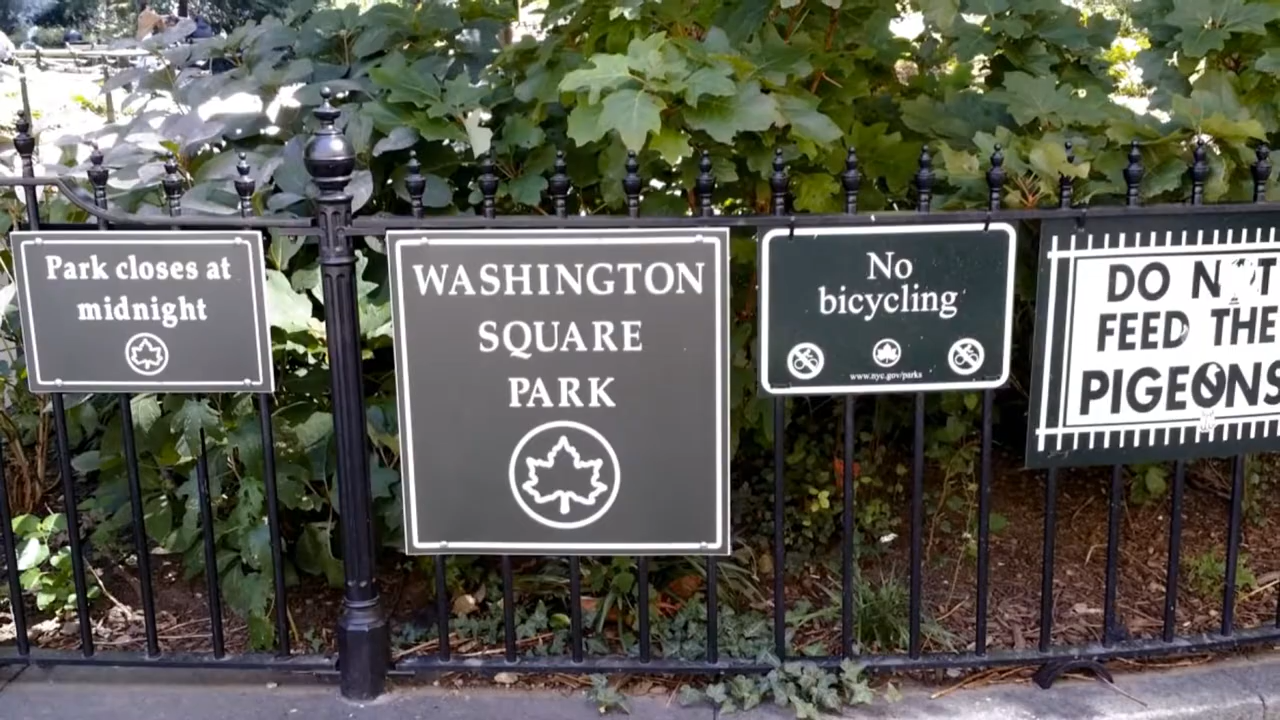 Park closes at
midnight
WASHINGTON
SQUARE
PARK
No
bicycling
www.nyc.gov/parks
DO NOT
FEED THE
PIGEONS